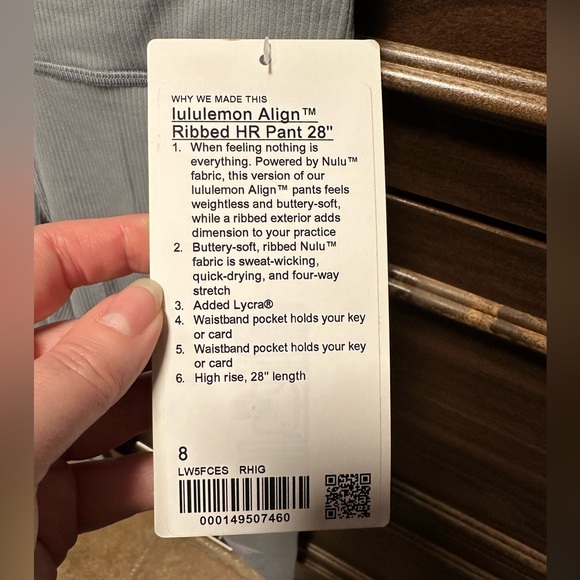 WHY WE MADE THIS
lululemon Align™
Ribbed HR Pant 28"
1. When feeling nothing is
everything. Powered by Nulu™
fabric, this version of our
lululemon Align™ pants feels
weightless and buttery-soft,
while a ribbed exterior adds
dimension to your practice
2. Buttery-soft, ribbed Nulu™
fabric is sweat-wicking,
quick-drying, and four-way
stretch
3. Added Lycra®
4. Waistband pocket holds your key
or card
5. Waistband pocket holds your key
or card
6. High rise, 28" length
8
LW5FCES RHIG
000149507460